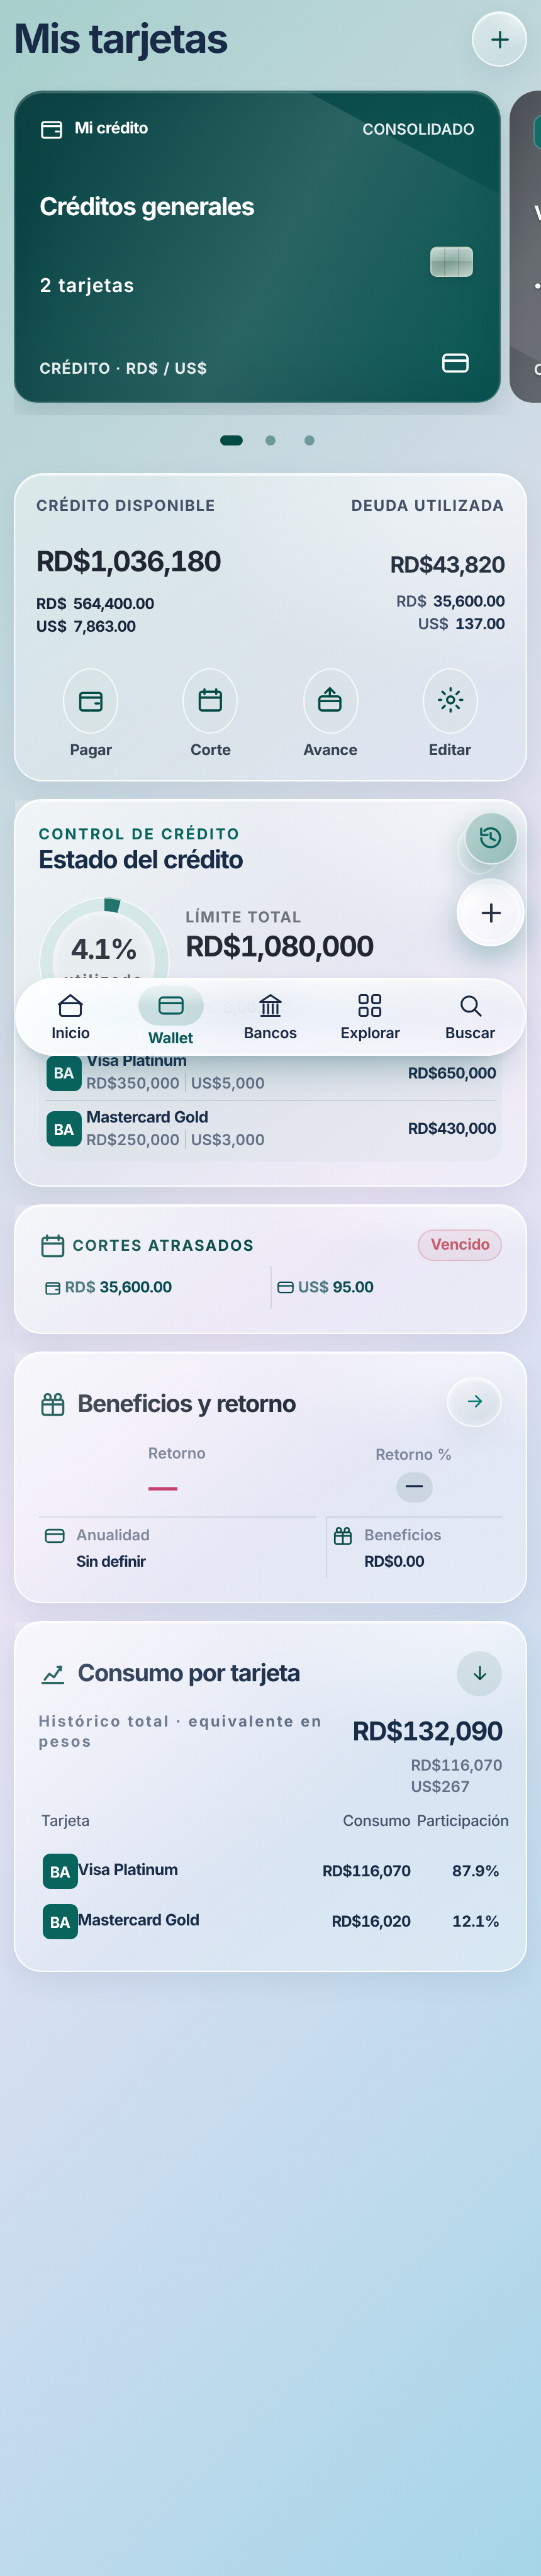 Mis tarjetas
Mi crédito
CONSOLIDADO
Créditos generales
2 tarjetas
CRÉDITO · RD$ / US$
CRÉDITO DISPONIBLE
DEUDA UTILIZADA
RD$1,036,180
RD$43,820
RD$ 564,400.00
RD$ 35,600.00
US$ 7,863.00
US$ 137.00
Pagar
Corte
Avance
Editar
CONTROL DE CRÉDITO
Estado del crédito
4.1%
LÍMITE TOTAL
RD$1,080,000
Inicio
Wallet
Bancos
Explorar
Buscar
BA
Visa Platinum
RD$350,000 | US$5,000
RD$650,000
BA
Mastercard Gold
RD$250,000 | US$3,000
RD$430,000
CORTES ATRASADOS
Vencido
RD$ 35,600.00
US$ 95.00
Beneficios y retorno
Retorno
Retorno %
—
—
Anualidad
Sin definir
Beneficios
RD$0.00
Consumo por tarjeta
Histórico total · equivalente en
pesos
RD$132,090
RD$116,070
US$267
Tarjeta
Consumo
Participación
BA
Visa Platinum
RD$116,070
87.9%
BA
Mastercard Gold
RD$16,020
12.1%